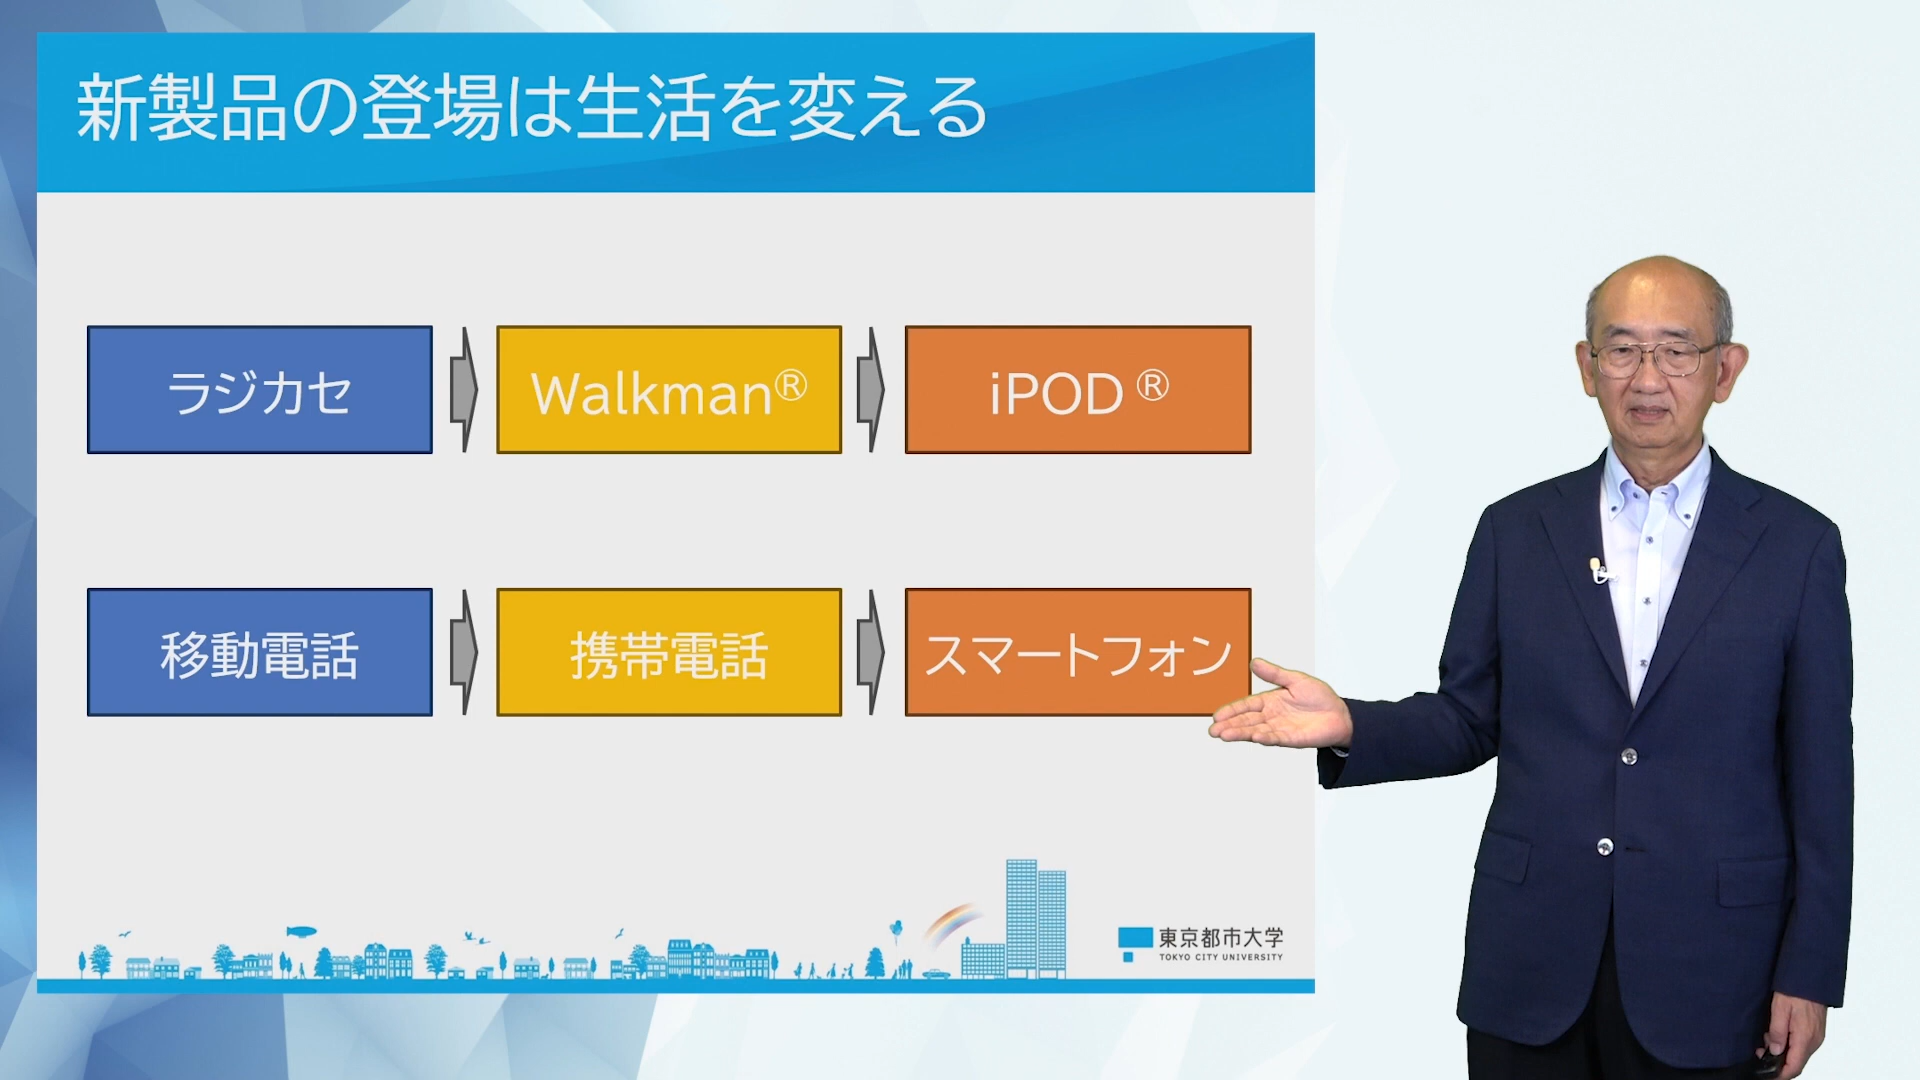 新製品の登場は生活を変える
ラジカセ
Walkman®
iPOD ®
移動電話
携帯電話
スマートフォン
東京都市大学
TOKYO CITY UNIVERSITY